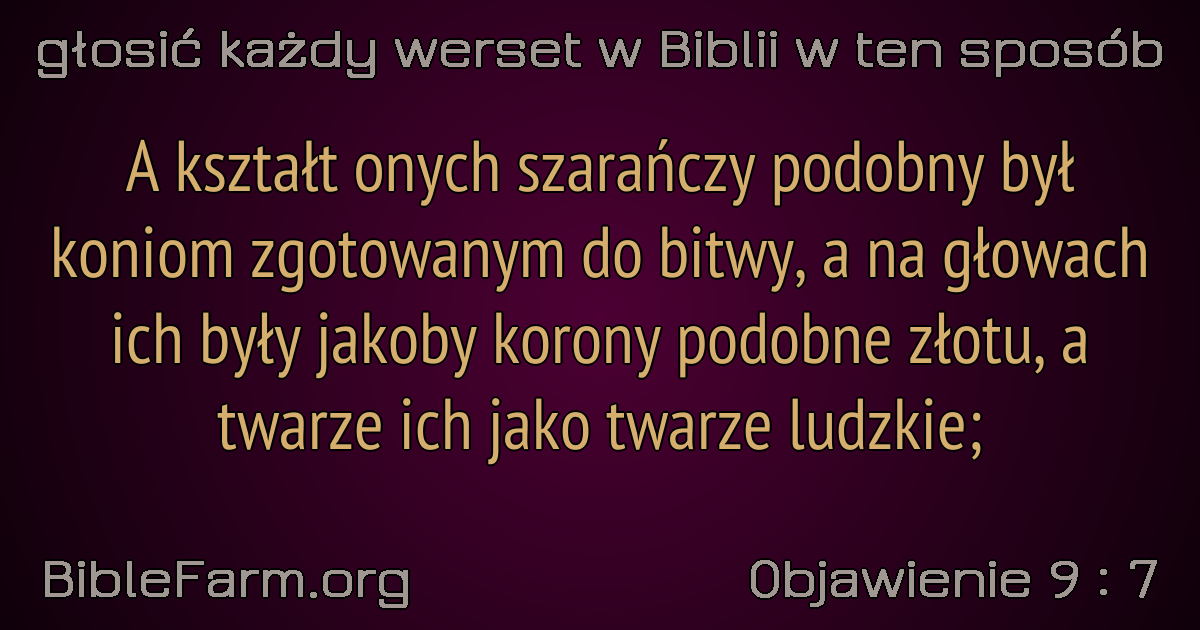 głosić każdy werset w Biblii w ten sposób
A kształt onych szarańczy podobny był
koniom zgotowanym do bitwy, a na głowach
ich były jakoby korony podobne złotu, a
twarze ich jako twarze ludzkie;
BibleFarm.org
Objawienie 9 : 7